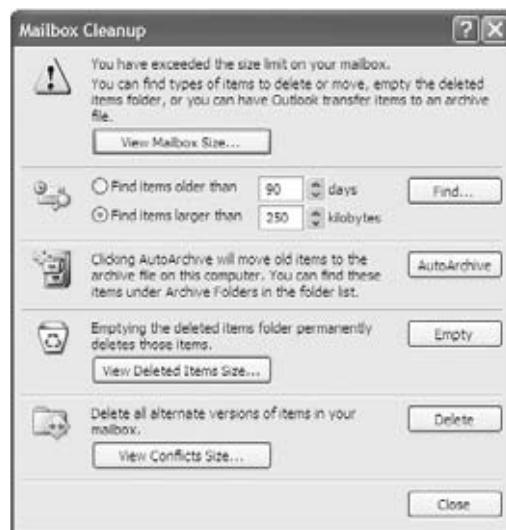 Mailbox Cleanup
You have exceeded the size limit on your mailbox.
You can find types of items to delete or move, empty the deleted
items folder, or you can have Outlook transfer items to an archive
file.
View Mailbox Size...
Find items older than 90 days Find...
Find items larger than 250 kilobytes
Clicking AutoArchive will move old items to the AutoArchive
archive file on this computer. You can find these
items under Archive Folders in the folder list.
Emptying the deleted items folder permanently Empty
deletes those items.
View Deleted Items Size...
Delete all alternate versions of items in your Delete
mailbox.
View Conflicts Size...
Close